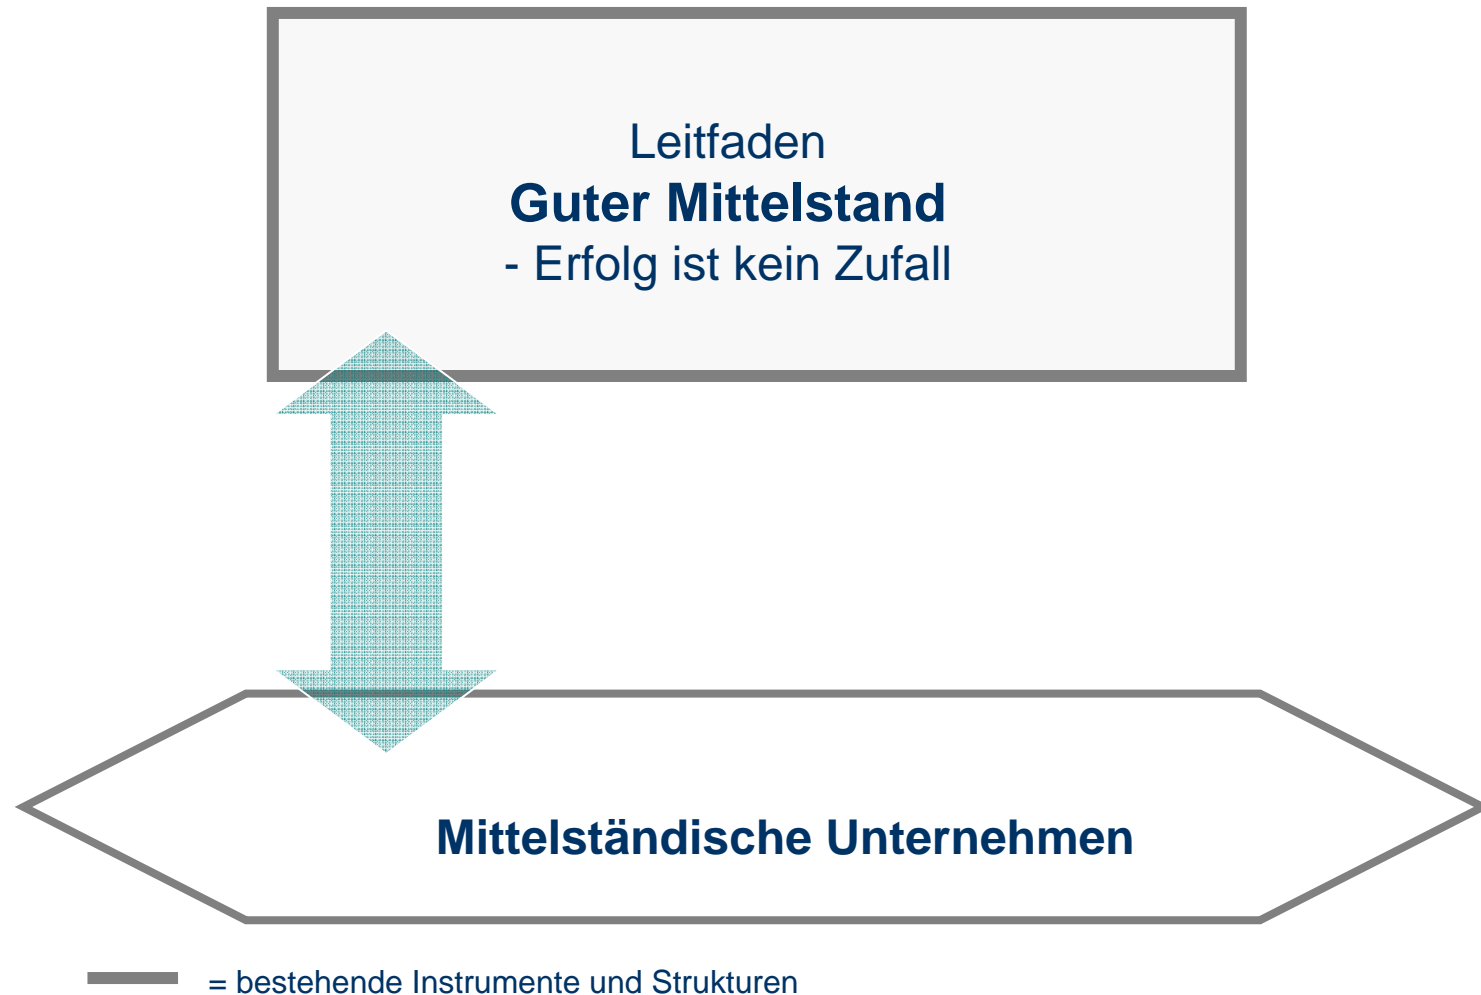 Leitfaden
Guter Mittelstand
- Erfolg ist kein Zufall
Mittelständische Unternehmen
= bestehende Instrumente und Strukturen